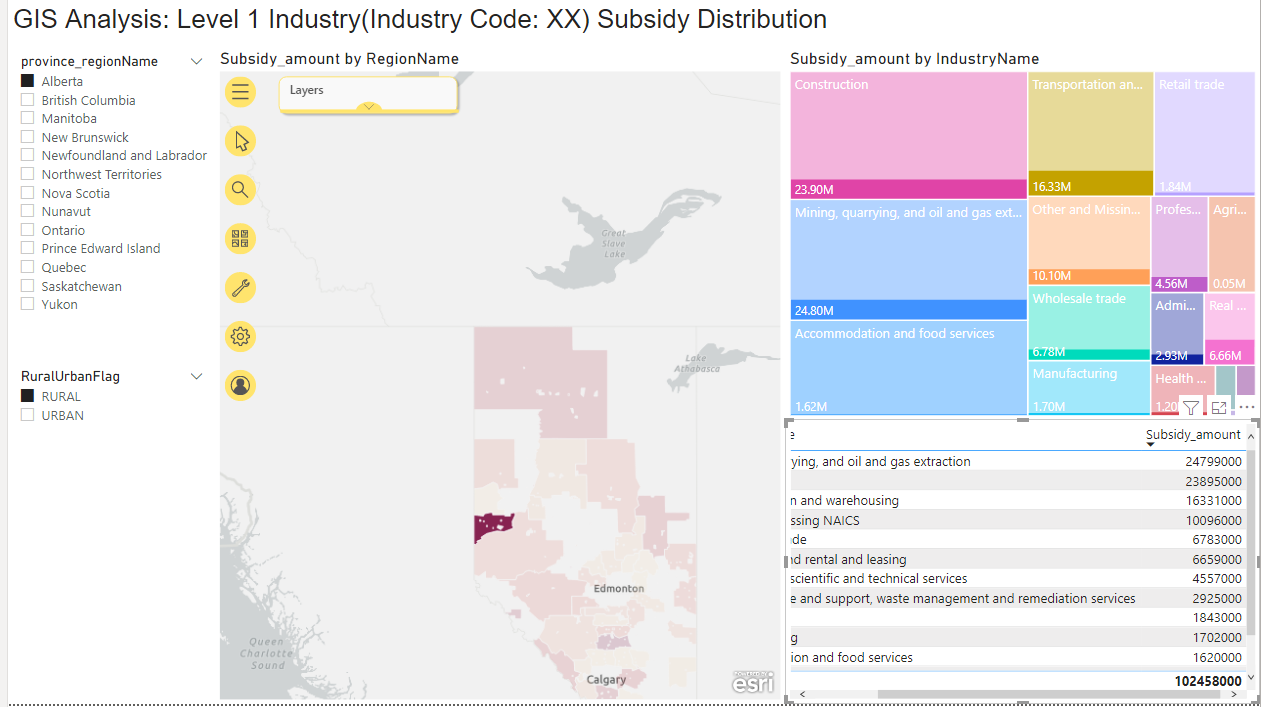 GIS Analysis: Level 1 Industry(Industry Code: XX) Subsidy Distribution
province_regionName
Alberta
British Columbia
Manitoba
New Brunswick
Newfoundland and Labrador
Northwest Territories
Nova Scotia
Nunavut
Ontario
Prince Edward Island
Quebec
Saskatchewan
Yukon
RuralUrbanFlag
RURAL
URBAN
Subsidy_amount by RegionName
Layers
Great
Slave
Lake
Lake
Athabasca
Edmonton
Queen
Charlotte
Sound
Calgary
POWERED BY
esri
Subsidy_amount by IndustryName
Construction
23.90M
Transportation an...
16.33M
Retail trade
1.84M
Mining, quarrying, and oil and gas ext...
24.80M
Other and Missin...
10.10M
Profes...
4.56M
Agri...
0.05M
Accommodation and food services
1.62M
Wholesale trade
6.78M
Admi...
2.93M
Real ...
6.66M
Manufacturing
1.70M
Health ...
1.20
e Subsidy_amount
ying, and oil and gas extraction 24799000
23895000
n and warehousing 16331000
ssing NAICS 10096000
de 6783000
nd rental and leasing 6659000
scientific and technical services 4557000
e and support, waste management and remediation services 2925000
1843000
g 1702000
ion and food services 1620000
102458000